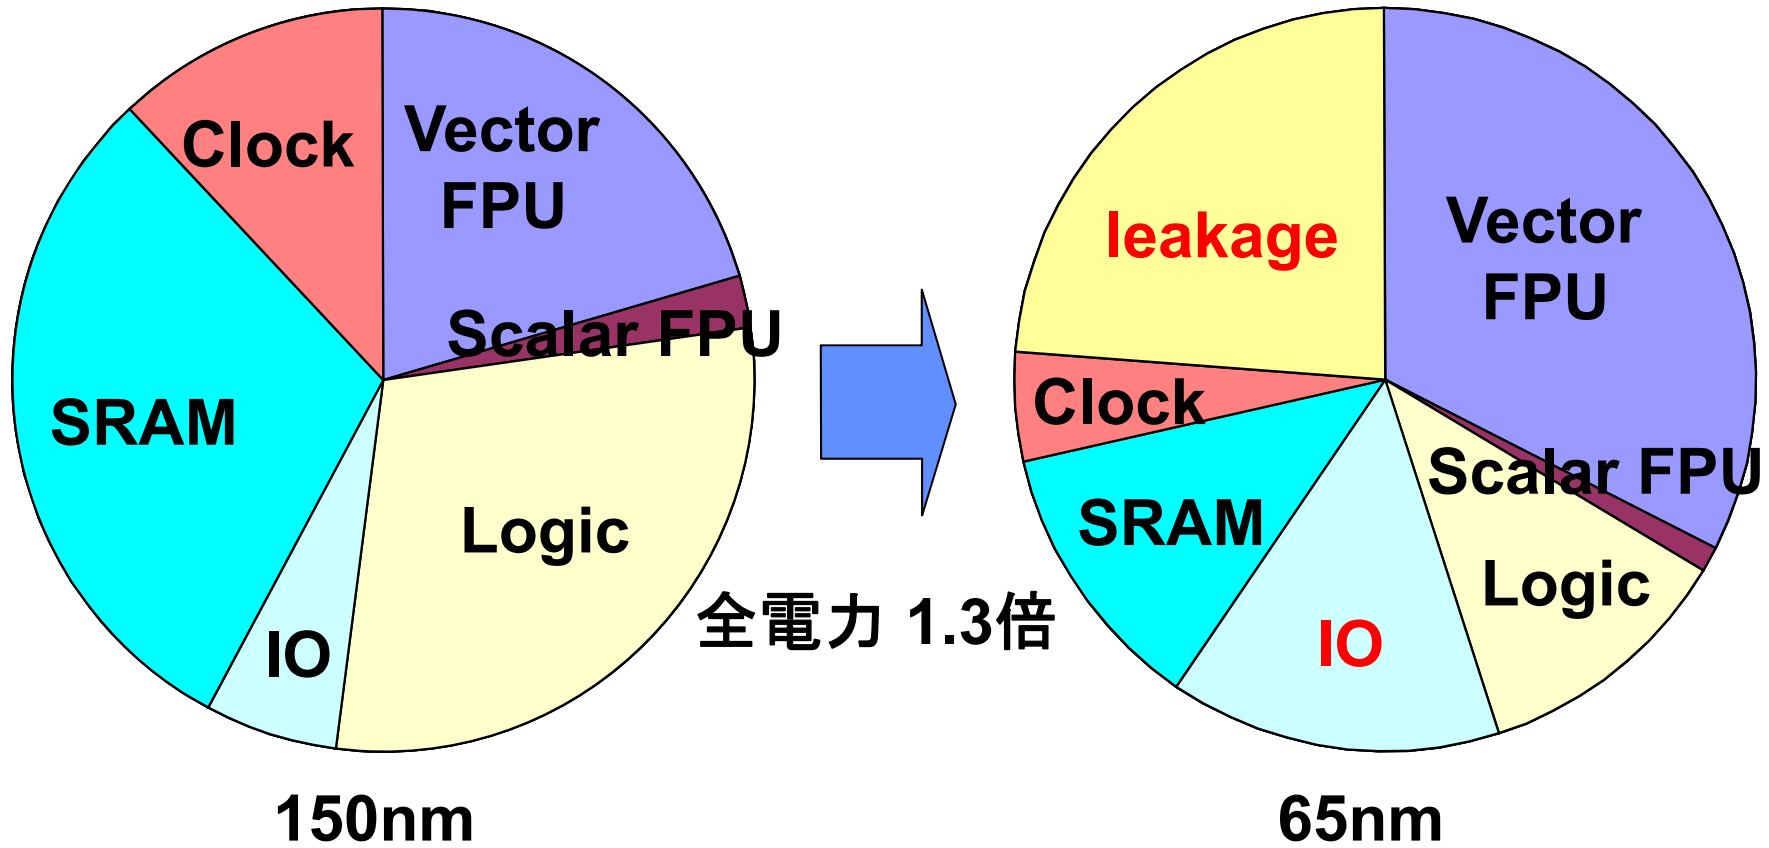 Clock
Vector
FPU
Scalar FPU
SRAM
Logic
IO
150nm
全電力 1.3倍
leakage
Vector
FPU
Clock
Scalar FPU
SRAM
Logic
IO
65nm